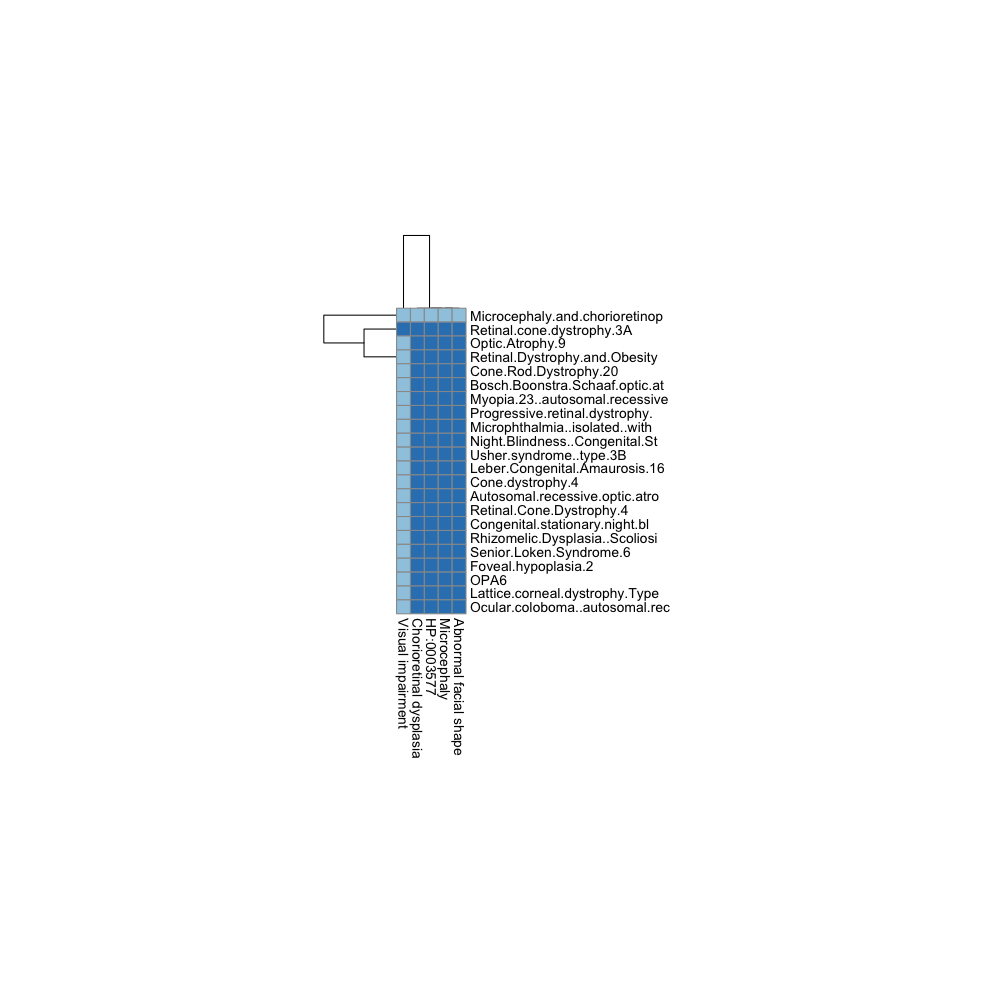 Microcephaly.and.chorioretinop
Retinal.cone.dystrophy.3A
Optic.Atrophy.9
Retinal.Dystrophy.and.Obesity
Cone.Rod.Dystrophy.20
Bosch.Boonstra.Schaaf.optic.at
Myopia.23..autosomal.recessive
Progressive.retinal.dystrophy.
Microphthalmia..isolated..with
Night.Blindness..Congenital.St
Usher.syndrome..type.3B
Leber.Congenital.Amaurosis.16
Cone.dystrophy.4
Autosomal.recessive.optic.atro
Retinal.Cone.Dystrophy.4
Congenital.stationary.night.bl
Rhizomelic.Dysplasia..Scoliosi
Senior.Loken.Syndrome.6
Foveal.hypoplasia.2
OPA6
Lattice.corneal.dystrophy.Type
Ocular.coloboma..autosomal.rec
Visual impairment
Chorioretinal dysplasia
HP:0003577
Microcephaly
Abnormal facial shape